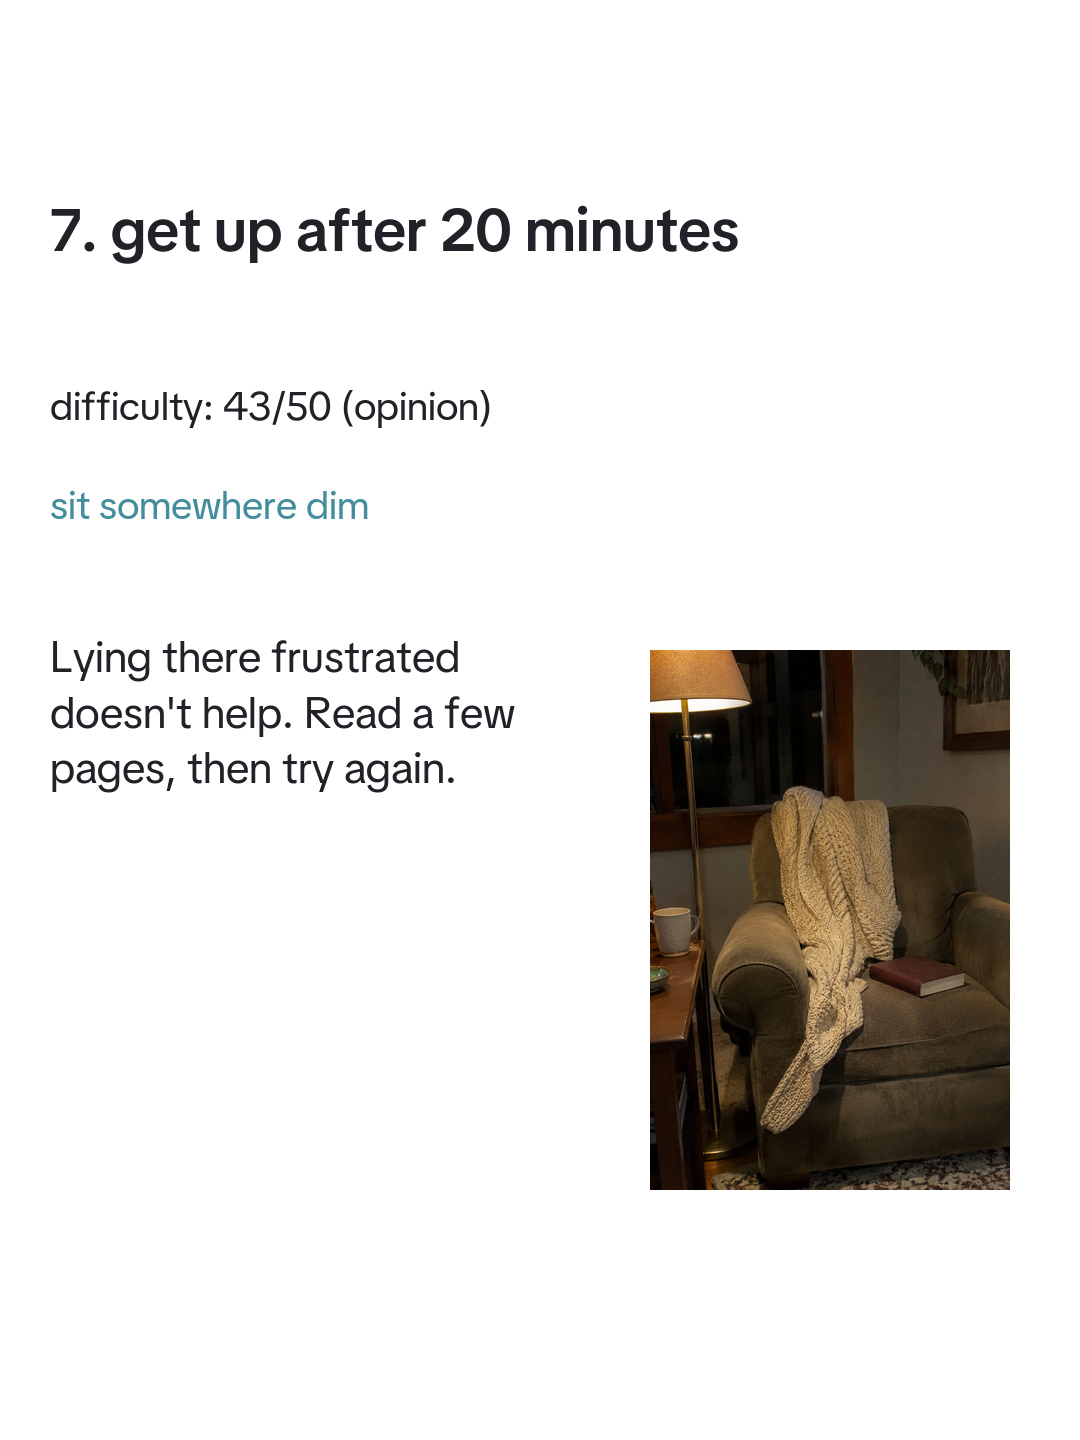 7. get up after 20 minutes
difficulty: 43/50 (opinion)
sit somewhere dim
Lying there frustrated
doesn't help. Read a few
pages, then try again.